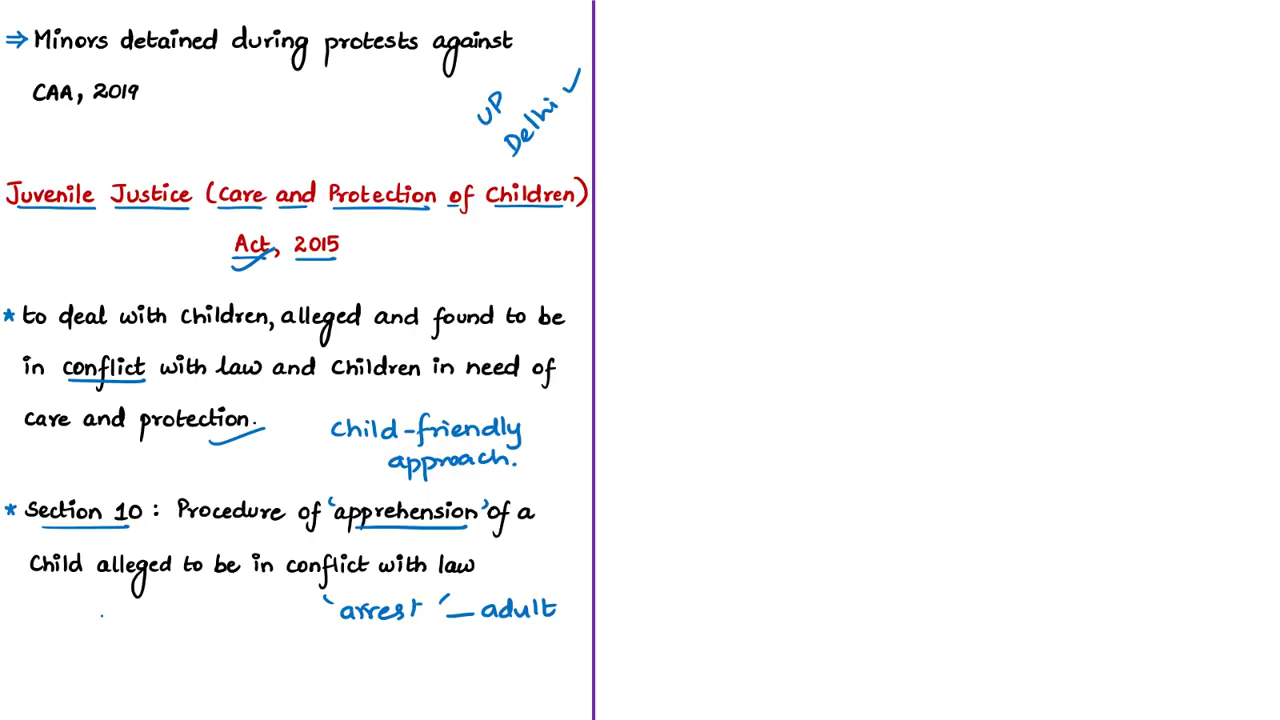 ⇒ Minors detained during protests against
CAA, 2019
UP
Delhi ✓
Juvenile Justice (Care and Protection of Children)
Act, 2015
* to deal with children, alleged and found to be
in conflict with law and children in need of
care and protection.
Child-friendly
approach.
* Section 10 : Procedure of 'apprehension' of a
Child alleged to be in conflict with law
'arrest' — adult